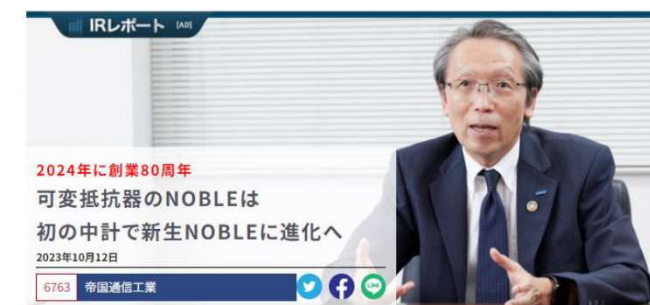 IRレポート [AD]
2024年に創業80周年
可変抵抗器のNOBLEは
初の中計で新生NOBLEに進化へ
2023年10月12日
6763 帝国通信工業
LINE